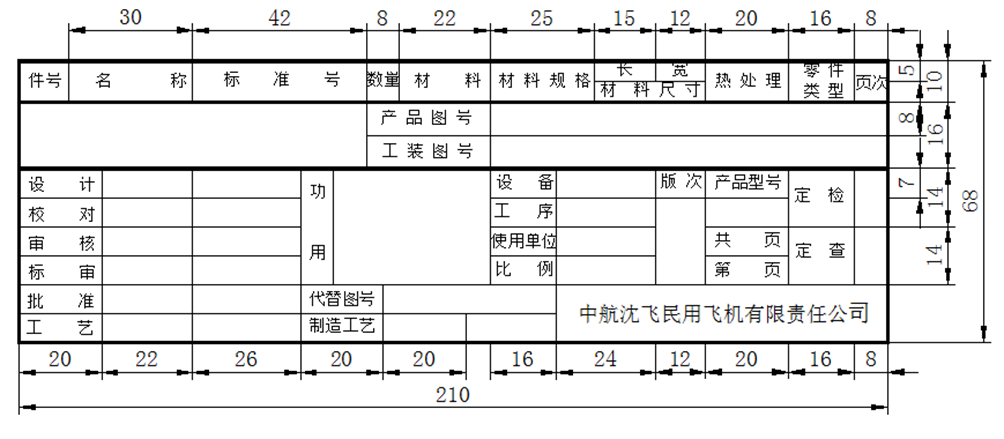 30 42 8 22 25 15 12 20 16 8
件号 名 称 标 准 号 数量 材 料 材 料 规 格 长 宽 热 处 理 零 件 页次
材 料 尺 寸 类 型
5 10
产 品 图 号
8 16
工 装 图 号
设 计 功 设 备 版 次 产品型号 定 检
7 14
校 对 工 序
68
审 核 用 使用单位 共 页 定 查
14
标 审 比 例 第 页
批 准 代替图号 中航沈飞民用飞机有限责任公司
工 艺 制造工艺
20 22 26 20 20 16 24 12 20 16 8
210